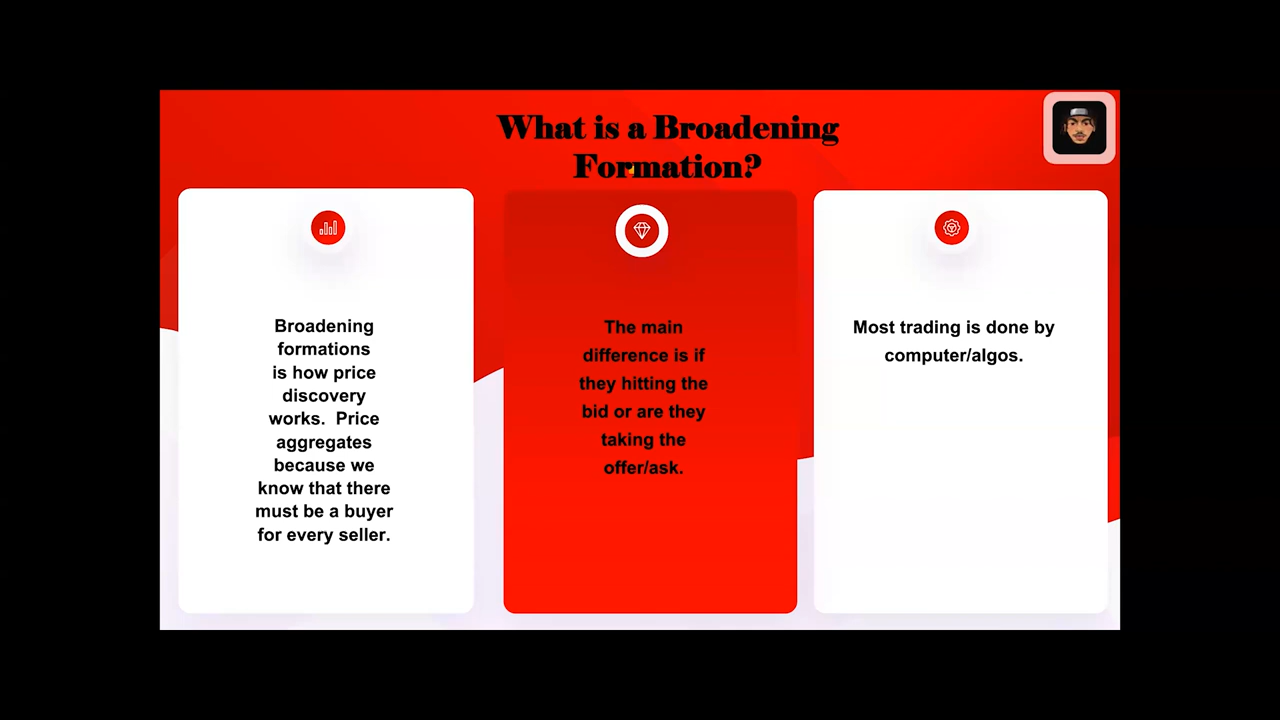 What is a Broadening
Formation?
Broadening
formations
is how price
discovery
works.  Price
aggregates
because we
know that there
must be a buyer
for every seller.
The main
difference is if
they hitting the
bid or are they
taking the
offer/ask.
Most trading is done by
computer/algos.